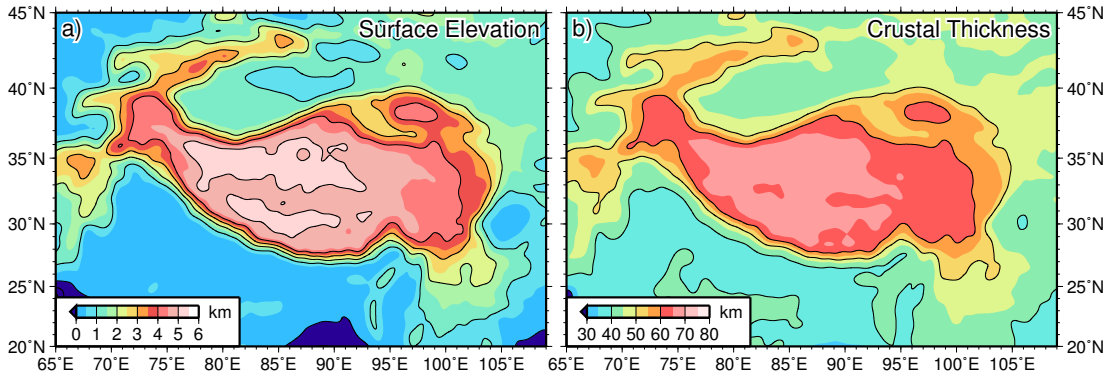 a) Surface Elevation
45˚N
40˚N
35˚N
30˚N
25˚N
20˚N
km
0 1 2 3 4 5 6
65˚E 70˚E 75˚E 80˚E 85˚E 90˚E 95˚E 100˚E 105˚E
b) Crustal Thickness
45˚N
40˚N
35˚N
30˚N
25˚N
20˚N
km
30 40 50 60 70 80
65˚E 70˚E 75˚E 80˚E 85˚E 90˚E 95˚E 100˚E 105˚E